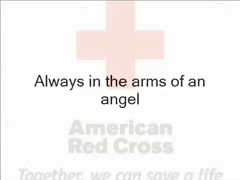 Always in the arms of an
angel
American
Red Cross
Together, we can save a life